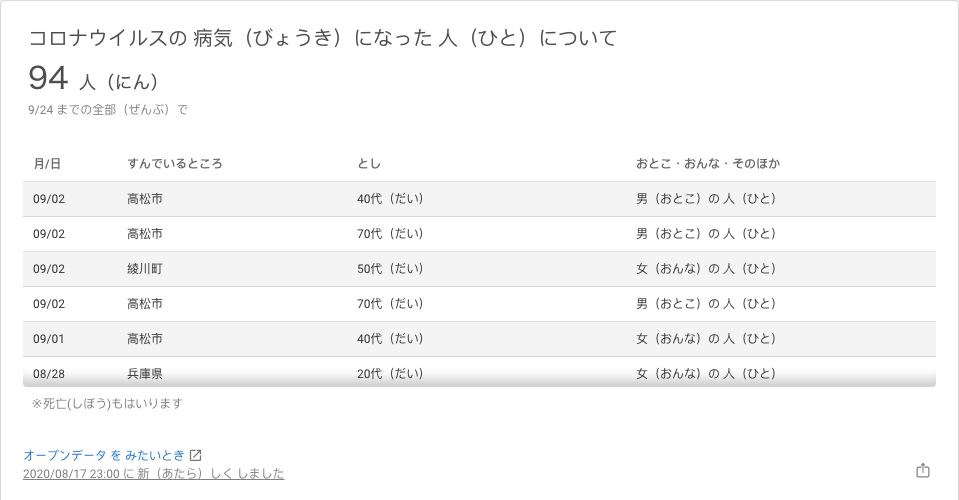 コロナウイルスの 病気（びょうき）になった 人（ひと）について
94 人（にん）
9/24 までの全部（ぜんぶ）で
月/日 すんでいるところ とし おとこ・おんな・そのほか
09/02 高松市 40代（だい） 男（おとこ）の 人（ひと）
09/02 高松市 70代（だい） 男（おとこ）の 人（ひと）
09/02 綾川町 50代（だい） 女（おんな）の 人（ひと）
09/02 高松市 70代（だい） 男（おとこ）の 人（ひと）
09/01 高松市 40代（だい） 女（おんな）の 人（ひと）
08/28 兵庫県 20代（だい） 女（おんな）の 人（ひと）
※死亡(しぼう)もはいります
オープンデータ を みたいとき
2020/08/17 23:00 に 新（あたら）しく しました